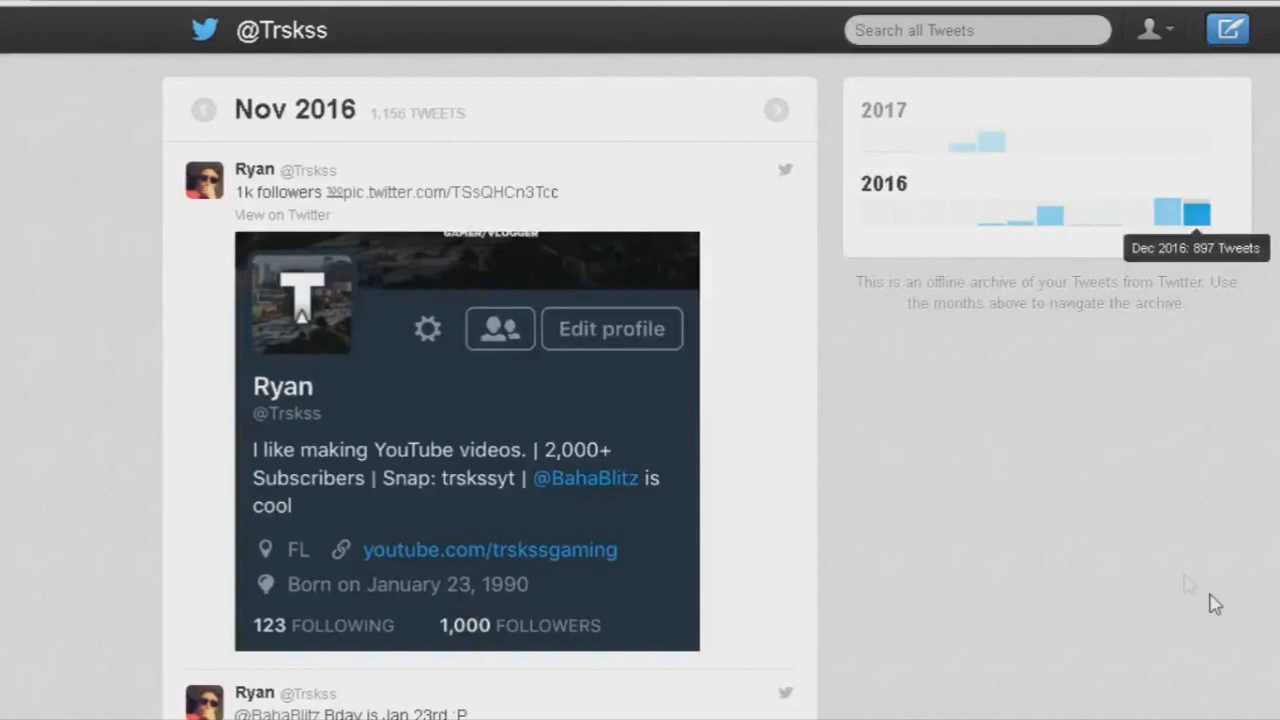 @Trskss
Search all Tweets
Nov 2016 1,156 TWEETS
Ryan @Trskss
1k followers 💯pic.twitter.com/TSsQHCn3Tcc
View on Twitter
GAMER/VLOGGER
T
Edit profile
Ryan
@Trskss
I like making YouTube videos. | 2,000+
Subscribers | Snap: trskssyt | @BahaBlitz is
cool
FL youtube.com/trskssgaming
Born on January 23, 1990
123 FOLLOWING 1,000 FOLLOWERS
Ryan @Trskss
@BahaBlitz Bday is Jan 23rd :P
2017
2016
Dec 2016: 897 Tweets
This is an offline archive of your Tweets from Twitter. Use
the months above to navigate the archive.